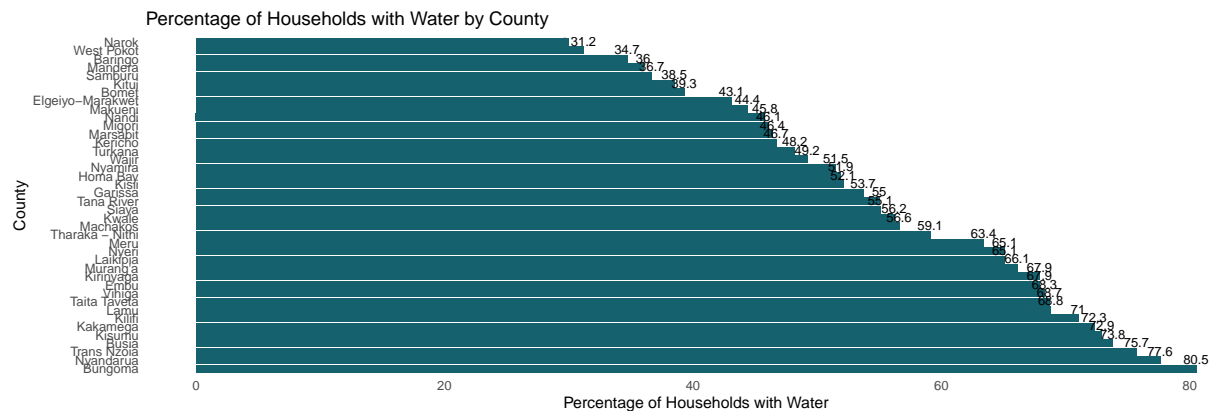 Percentage of Households with Water by County
County
Narok
West Pokot
Baringo
Mandera
Samburu
Kitui
Bomet
Elgeiyo−Marakwet
Makueni
Nandi
Migori
Marsabit
Kericho
Turkana
Wajir
Nyamira
Homa Bay
Kisii
Garissa
Tana River
Siaya
Kwale
Machakos
Tharaka − Nithi
Meru
Nyeri
Laikipia
Murang'a
Kirinyaga
Embu
Vihiga
Taita Taveta
Lamu
Kilifi
Kakamega
Kisumu
Busia
Trans Nzoia
Nyandarua
Bungoma
31.2
34.7
36
36.7
38.5
39.3
43.1
44.4
45.8
46.1
46.4
46.7
48.2
49.2
51.5
51.9
52.1
53.7
55
55.1
56.2
56.6
59.1
63.4
65.1
65.1
66.1
67.9
67.9
68.3
68.7
68.8
71
72.3
72.9
73.8
75.7
77.6
80.5
0 20 40 60 80
Percentage of Households with Water